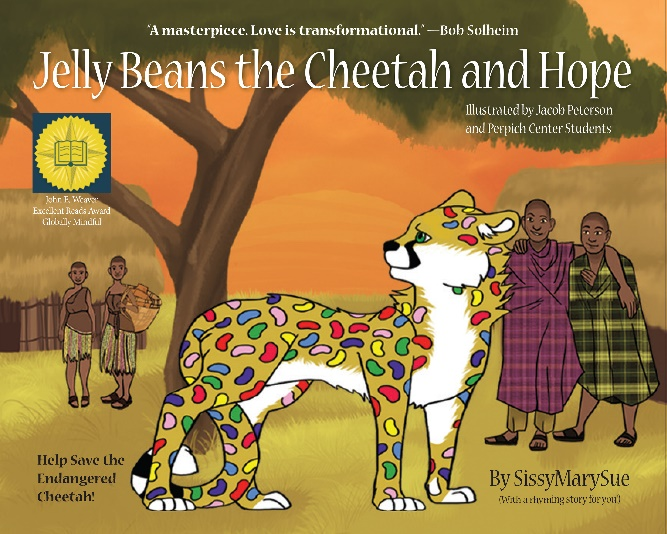 "A masterpiece. Love is transformational." —Bob Solheim
Jelly Beans the Cheetah and Hope
Illustrated by Jacob Peterson
and Perpich Center Students
John E. Weaver
Excellent Reads Award
Globally Mindful
Help Save the
Endangered
Cheetah!
By SissyMarySue
(With a rhyming story for you!)